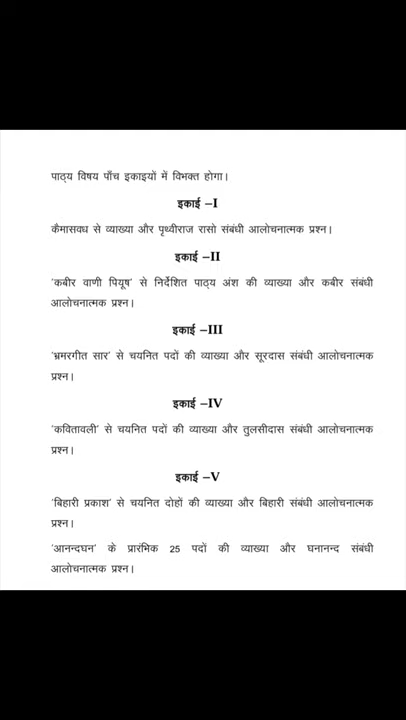 पाठ्य विषय पाँच इकाइयों में विभक्त होगा।
इकाई –I
कैमासवध से व्याख्या और पृथ्वीराज रासो संबंधी आलोचनात्मक प्रश्न।
इकाई –II
'कबीर वाणी पियूष' से निर्देशित पाठ्य अंश की व्याख्या और कबीर संबंधी
आलोचनात्मक प्रश्न।
इकाई –III
'भ्रमरगीत सार' से चयनित पदों की व्याख्या और सूरदास संबंधी आलोचनात्मक
प्रश्न।
इकाई –IV
'कवितावली' से चयनित पदों की व्याख्या और तुलसीदास संबंधी आलोचनात्मक
प्रश्न।
इकाई –V
'बिहारी प्रकाश' से चयनित दोहों की व्याख्या और बिहारी संबंधी आलोचनात्मक
प्रश्न।
'आनन्दघन' के प्रारंभिक 25 पदों की व्याख्या और घनानन्द संबंधी
आलोचनात्मक प्रश्न।